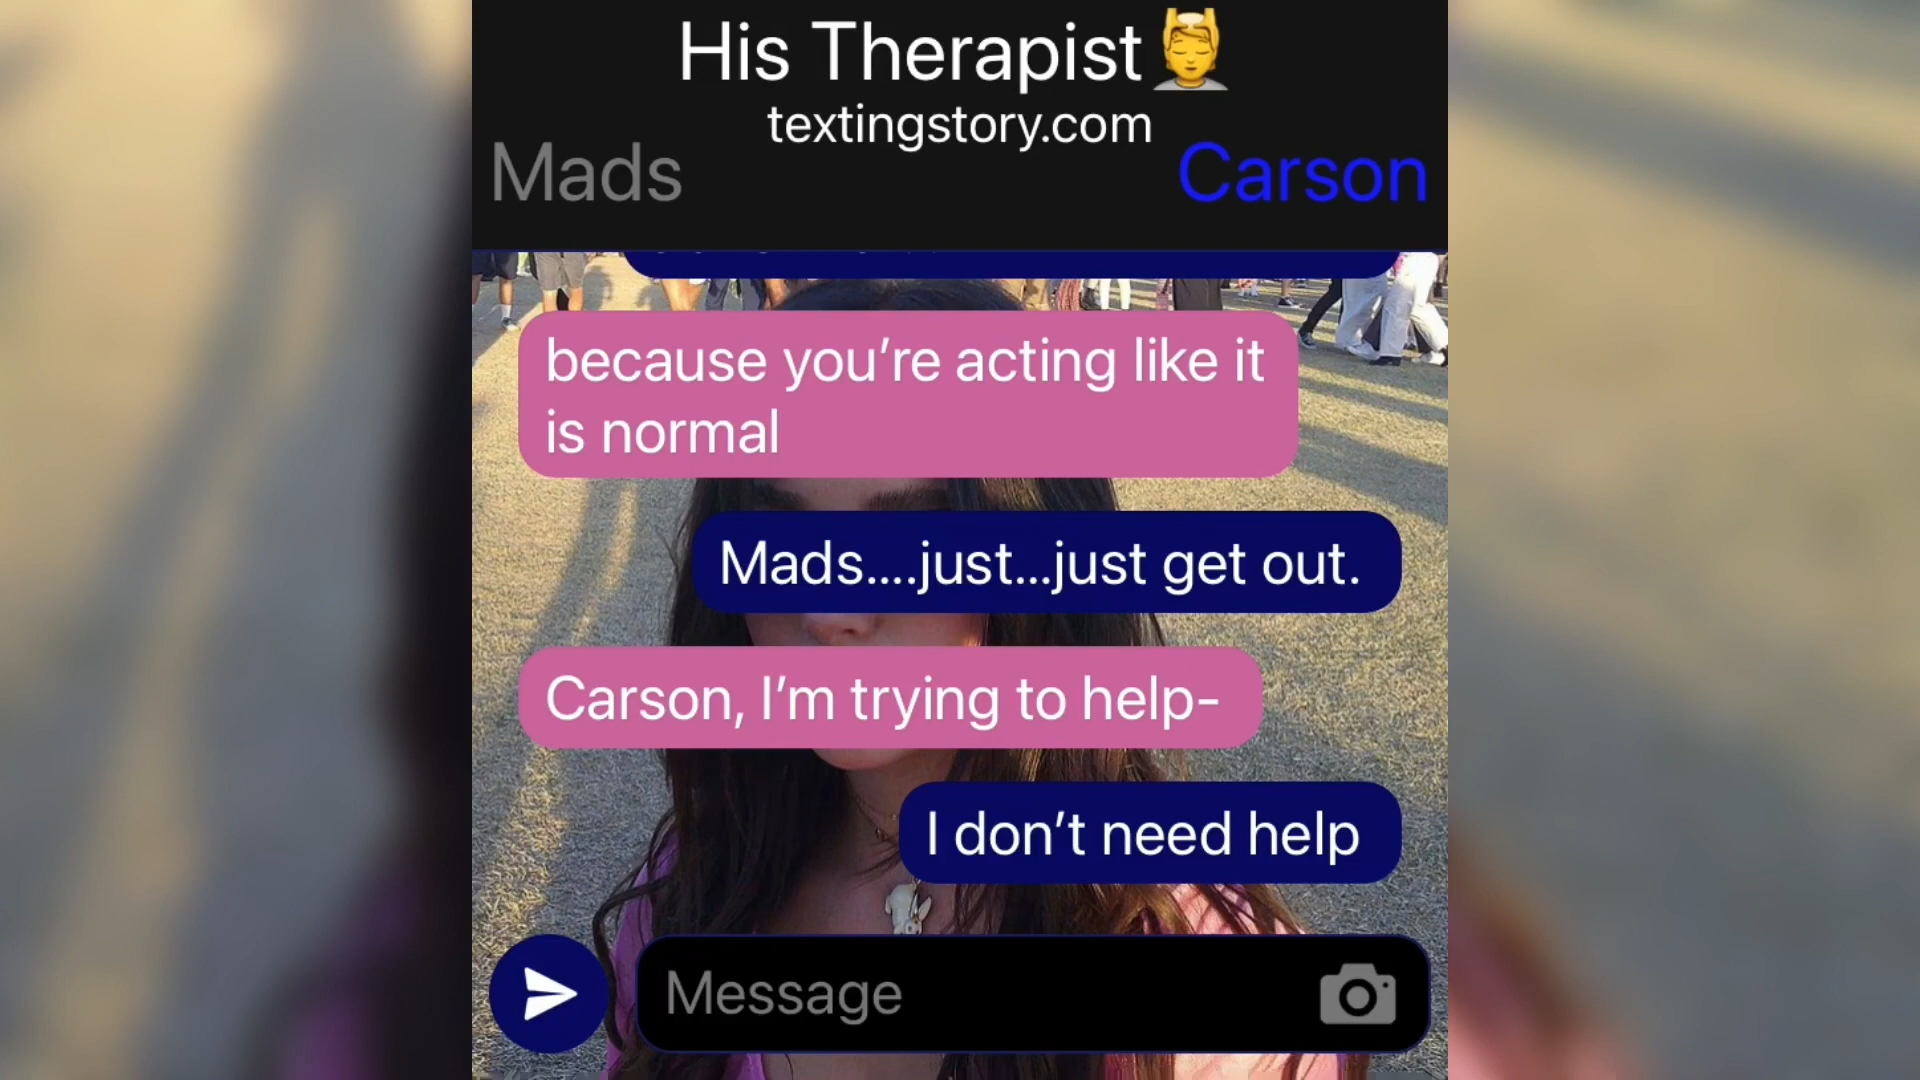 His Therapist
textingstory.com
Mads
Carson
because you're acting like it
is normal
Mads....just...just get out.
Carson, I'm trying to help-
I don't need help
Message